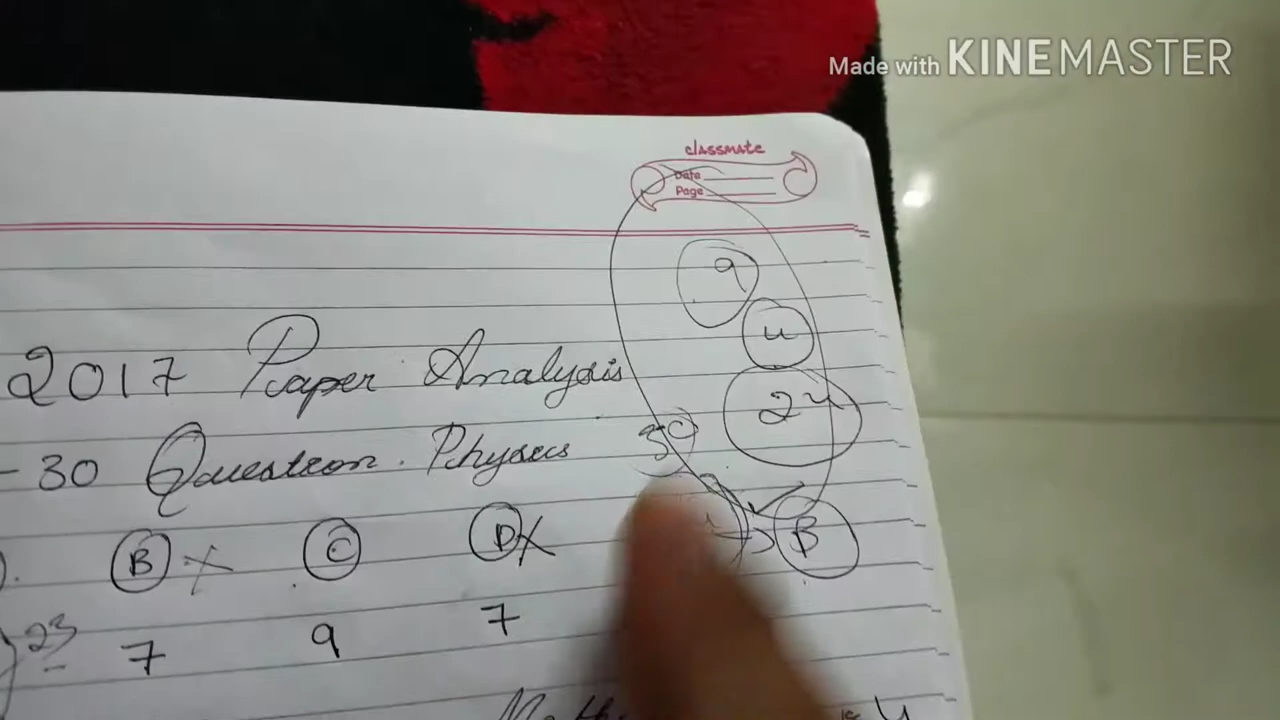 Made with KINEMASTER
classmate
Date
Page
9
4
2017 Paper Analysis
24
- 30 Question. Physics 30
B C D B
23 7 9 7